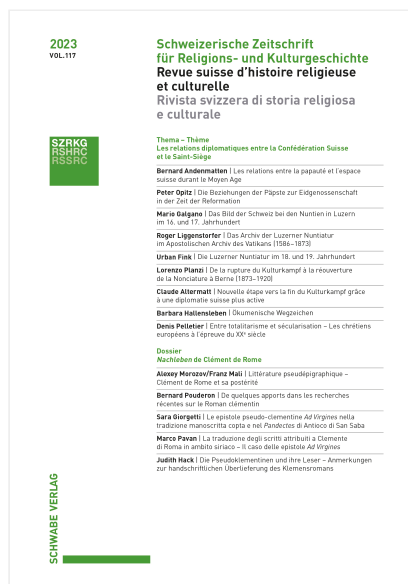 2023
VOL.117
Schweizerische Zeitschrift
für Religions- und Kulturgeschichte
Revue suisse d'histoire religieuse
et culturelle
Rivista svizzera di storia religiosa
e culturale
SZRKG
RSHRC
RSSRC
Thema – Thème
Les relations diplomatiques entre la Confédération Suisse
et le Saint-Siège
Bernard Andenmatten | Les relations entre la papauté et l'espace
suisse durant le Moyen Age
Peter Opitz | Die Beziehungen der Päpste zur Eidgenossenschaft
in der Zeit der Reformation
Mario Galgano | Das Bild der Schweiz bei den Nuntien in Luzern
im 16. und 17. Jahrhundert
Roger Liggenstorfer | Das Archiv der Luzerner Nuntiatur
im Apostolischen Archiv des Vatikans (1586–1873)
Urban Fink | Die Luzerner Nuntiatur im 18. und 19. Jahrhundert
Lorenzo Planzi | De la rupture du Kulturkampf à la réouverture
de la Nonciature à Berne (1873–1920)
Claude Altermatt | Nouvelle étape vers la fin du Kulturkampf grâce
à une diplomatie suisse plus active
Barbara Hallensleben | Ökumenische Wegzeichen
Denis Pelletier | Entre totalitarisme et sécularisation – Les chrétiens
européens à l'épreuve du XXe siècle
Dossier
Nachleben de Clément de Rome
Alexey Morozov/Franz Mali | Littérature pseudépigraphique –
Clément de Rome et sa postérité
Bernard Pouderon | De quelques apports dans les recherches
récentes sur le Roman clémentin
Sara Giorgetti | Le epistole pseudo-clementine Ad Virgines nella
tradizione manoscritta copta e nel Pandectes di Antioco di San Saba
Marco Pavan | La traduzione degli scritti attribuiti a Clemente
di Roma in ambito siriaco – Il caso delle epistole Ad Virgines
Judith Hack | Die Pseudoklementinen und ihre Leser – Anmerkungen
zur handschriftlichen Überlieferung des Klemensromans
SCHWABE VERLAG